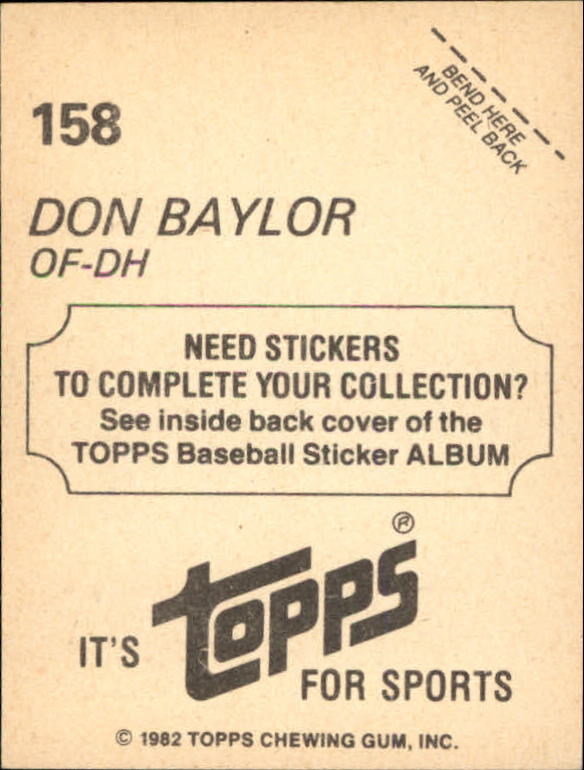 158
BEND HERE
AND PEEL BACK
DON BAYLOR
OF-DH
NEED STICKERS
TO COMPLETE YOUR COLLECTION?
See inside back cover of the
TOPPS Baseball Sticker ALBUM
IT'S topps®
FOR SPORTS
© 1982 TOPPS CHEWING GUM, INC.